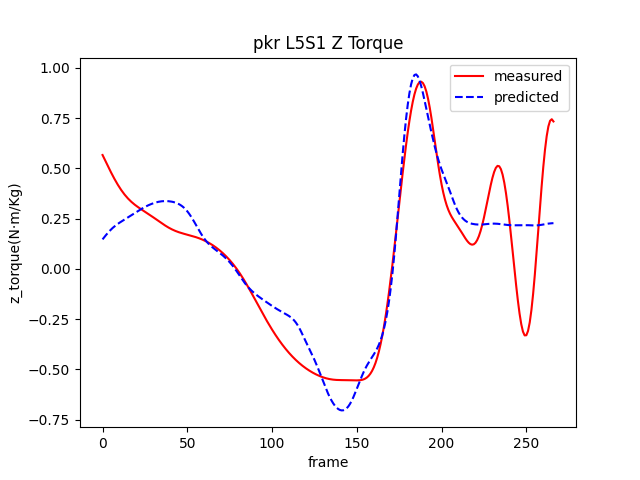 pkr L5S1 Z Torque
measured
predicted
1.00
0.75
0.50
0.25
0.00
−0.25
−0.50
−0.75
z_torque(N·m/Kg)
0 50 100 150 200 250
frame